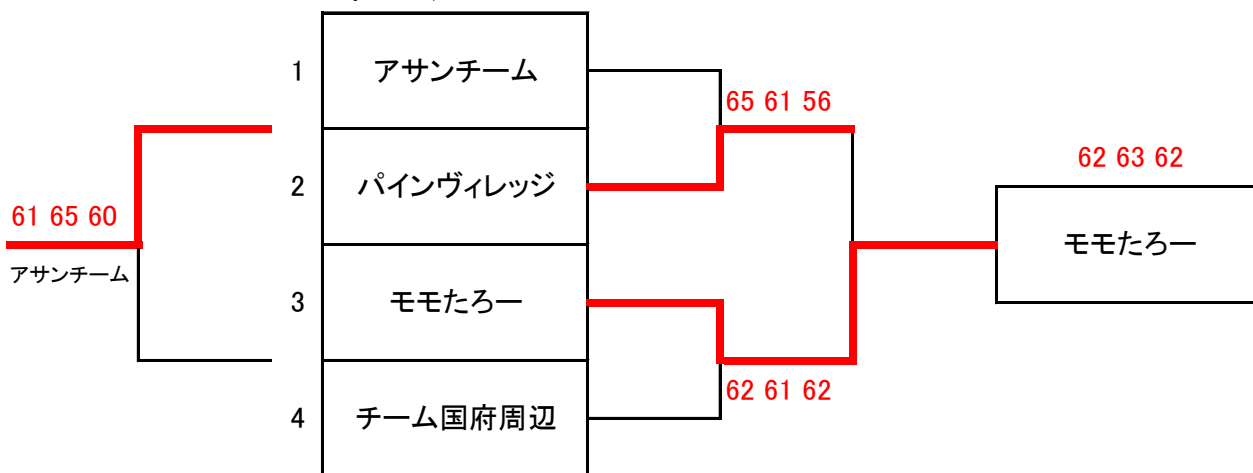 1 アサンチーム
65 61 56
2 パインヴィレッジ
62 63 62
61 65 60
モモたろー
アサンチーム
3 モモたろー
62 61 62
4 チーム国府周辺